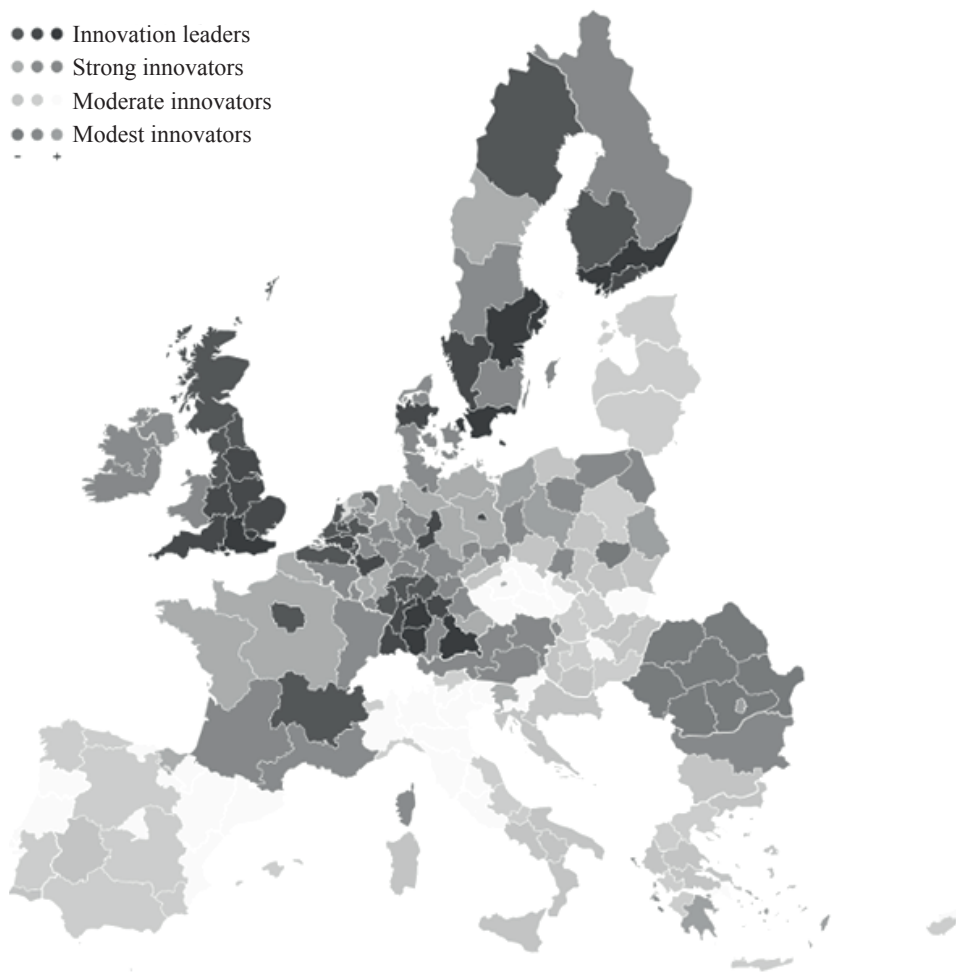 Innovation leaders
Strong innovators
Moderate innovators
Modest innovators
- +